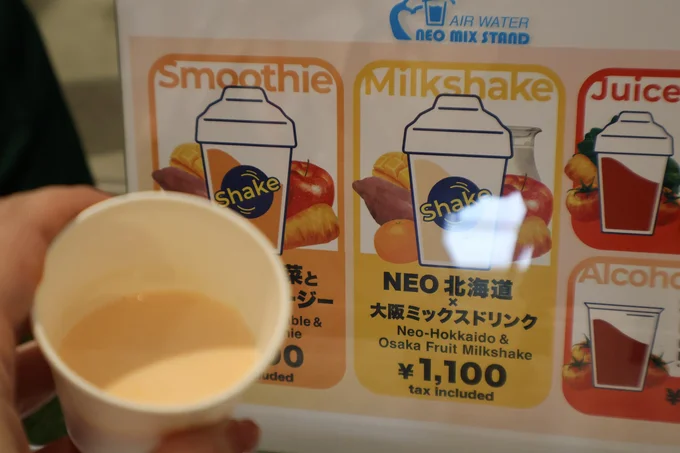 AIR WATER
NEO MIX STAND
Smoothie
Shake
菜と
ージー
ble &
ie
00
uded
Milkshake
Shake
NEO 北海道
×
大阪ミックスドリンク
Neo-Hokkaido &
Osaka Fruit Milkshake
¥1,100
tax included
Juice
Alcoho
¥